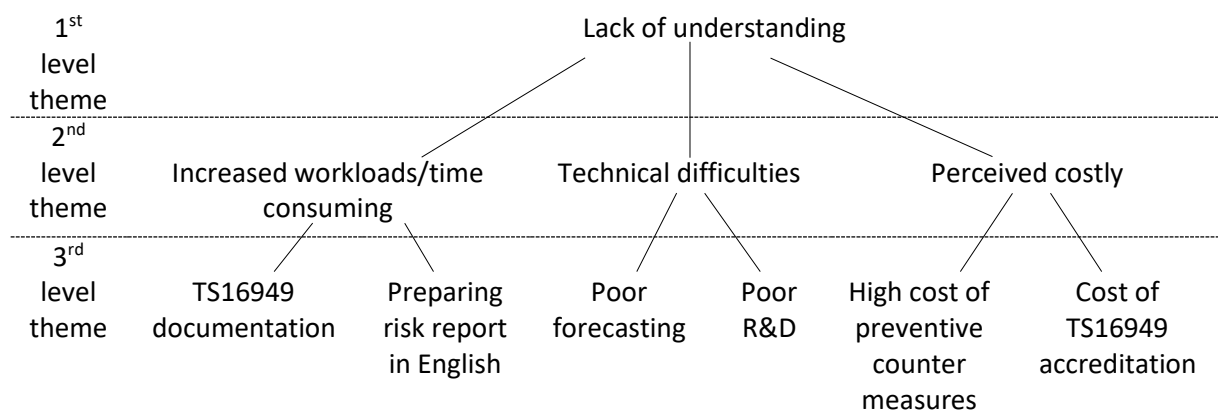 1st
level
theme
Lack of understanding
2nd
level
theme
Increased workloads/time
consuming
Technical difficulties
Perceived costly
3rd
level
theme
TS16949
documentation
Preparing
risk report
in English
Poor
forecasting
Poor
R&D
High cost of
preventive
counter
measures
Cost of
TS16949
accreditation